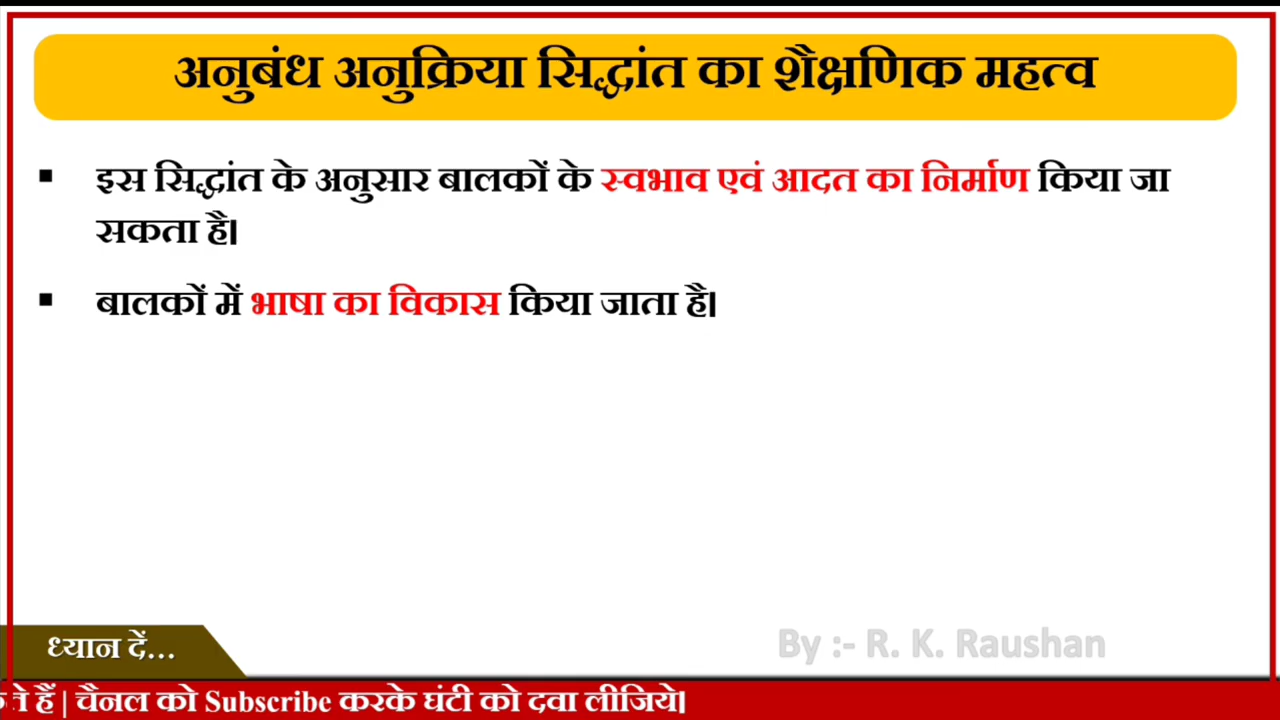 अनुबंध अनुक्रिया सिद्धांत का शैक्षणिक महत्व
▪ इस सिद्धांत के अनुसार बालकों के स्वभाव एवं आदत का निर्माण किया जा
सकता है।
▪ बालकों में भाषा का विकास किया जाता है।
By :- R. K. Raushan
ध्यान दें...
ते हैं | चैनल को Subscribe करके घंटी को दवा लीजिये।